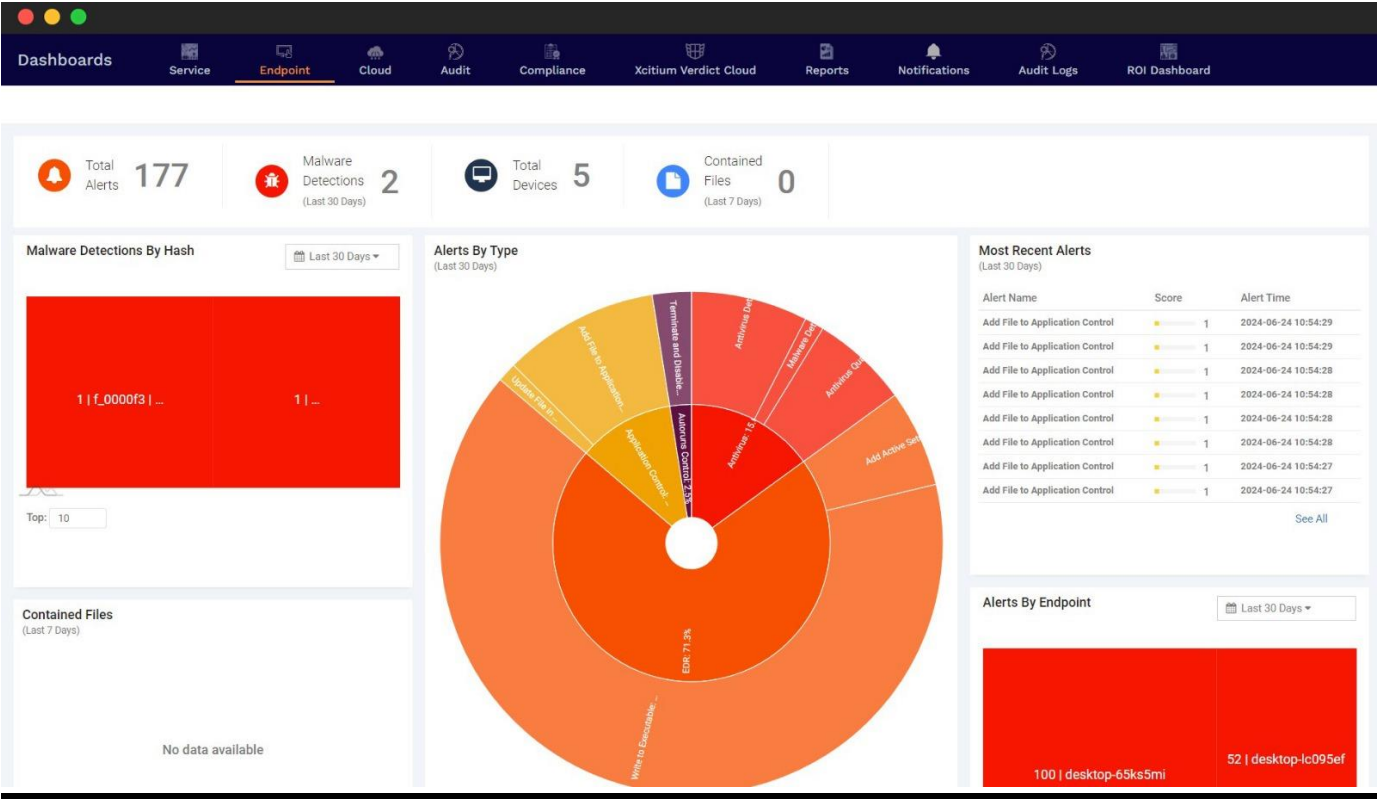 Dashboards
Service
Endpoint
Cloud
Audit
Compliance
Xcitium Verdict Cloud
Reports
Notifications
Audit Logs
ROI Dashboard
Total
Alerts
177
Malware
Detections
(Last 30 Days)
2
Total
Devices
5
Contained
Files
(Last 7 Days)
0
Malware Detections By Hash
Last 30 Days
1 | f_0000f3 | ...
1 | ...
Top: 10
Contained Files
(Last 7 Days)
No data available
Alerts By Type
(Last 30 Days)
Terminate and Disable...
Antivirus Det
Malware Det
Antivirus Qu
Add File to Application...
Update File in ...
Application Control: ...
Autoruns Control: 2.5%
Antivirus: 15.
Add Active Set
EDR: 71.3%
Write to Executable: ...
Most Recent Alerts
(Last 30 Days)
Alert Name Score Alert Time
Add File to Application Control 1 2024-06-24 10:54:29
Add File to Application Control 1 2024-06-24 10:54:29
Add File to Application Control 1 2024-06-24 10:54:28
Add File to Application Control 1 2024-06-24 10:54:28
Add File to Application Control 1 2024-06-24 10:54:28
Add File to Application Control 1 2024-06-24 10:54:28
Add File to Application Control 1 2024-06-24 10:54:27
Add File to Application Control 1 2024-06-24 10:54:27
See All
Alerts By Endpoint
Last 30 Days
100 | desktop-65ks5mi
52 | desktop-lc095ef